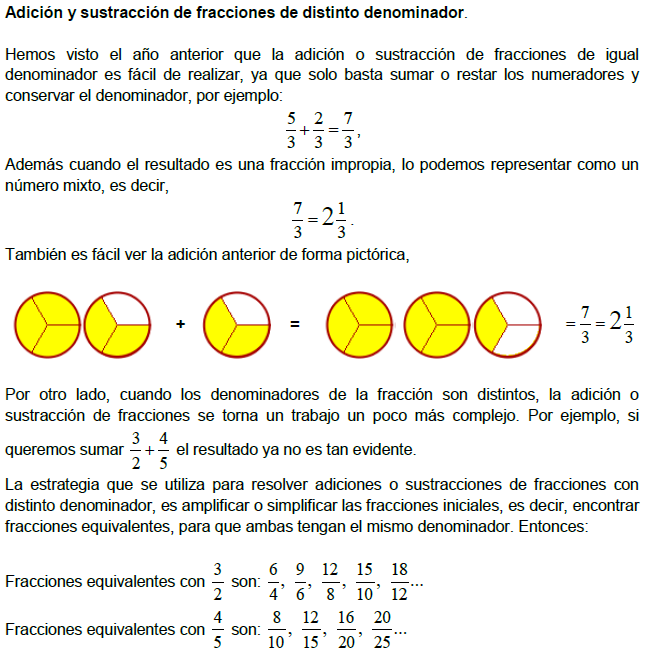 Adición y sustracción de fracciones de distinto denominador.
Hemos visto el año anterior que la adición o sustracción de fracciones de igual
denominador es fácil de realizar, ya que solo basta sumar o restar los numeradores y
conservar el denominador, por ejemplo:
5/3 + 2/3 = 7/3,
Además cuando el resultado es una fracción impropia, lo podemos representar como un
número mixto, es decir,
7/3 = 2 1/3.
También es fácil ver la adición anterior de forma pictórica,
+ = = 7/3 = 2 1/3
Por otro lado, cuando los denominadores de la fracción son distintos, la adición o
sustracción de fracciones se torna un trabajo un poco más complejo. Por ejemplo, si
queremos sumar 3/2 + 4/5 el resultado ya no es tan evidente.
La estrategia que se utiliza para resolver adiciones o sustracciones de fracciones con
distinto denominador, es amplificar o simplificar las fracciones iniciales, es decir, encontrar
fracciones equivalentes, para que ambas tengan el mismo denominador. Entonces:
Fracciones equivalentes con 3/2 son: 6/4, 9/6, 12/8, 15/10, 18/12...
Fracciones equivalentes con 4/5 son: 8/10, 12/15, 16/20, 20/25...